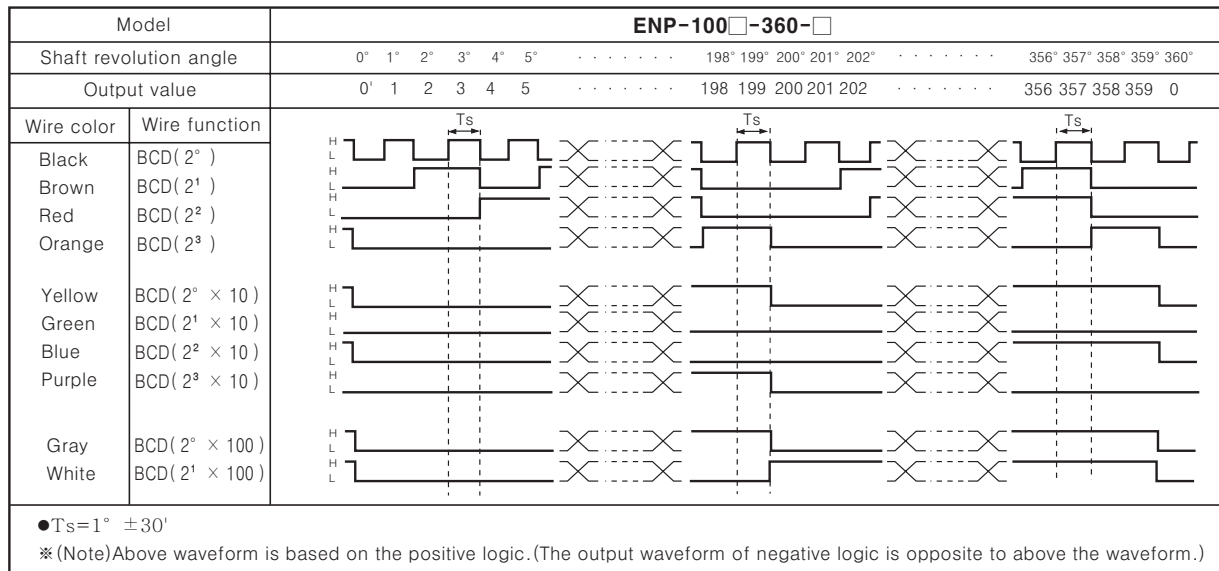 Model ENP-100□-360-□
Shaft revolution angle 0° 1° 2° 3° 4° 5° · · · · · · · 198° 199° 200° 201° 202° · · · · · · · 356° 357° 358° 359° 360°
Output value 0' 1 2 3 4 5 · · · · · · · 198 199 200 201 202 · · · · · · · 356 357 358 359 0
Wire color Wire function Ts Ts Ts
Black BCD( 2° ) H L
Brown BCD( 2¹ ) H L
Red BCD( 2² ) H L
Orange BCD( 2³ ) H L
Yellow BCD( 2° × 10 ) H L
Green BCD( 2¹ × 10 ) H L
Blue BCD( 2² × 10 ) H L
Purple BCD( 2³ × 10 ) H L
Gray BCD( 2° × 100 ) H L
White BCD( 2¹ × 100 ) H L
●Ts=1° ±30'
※(Note)Above waveform is based on the positive logic.(The output waveform of negative logic is opposite to above the waveform.)